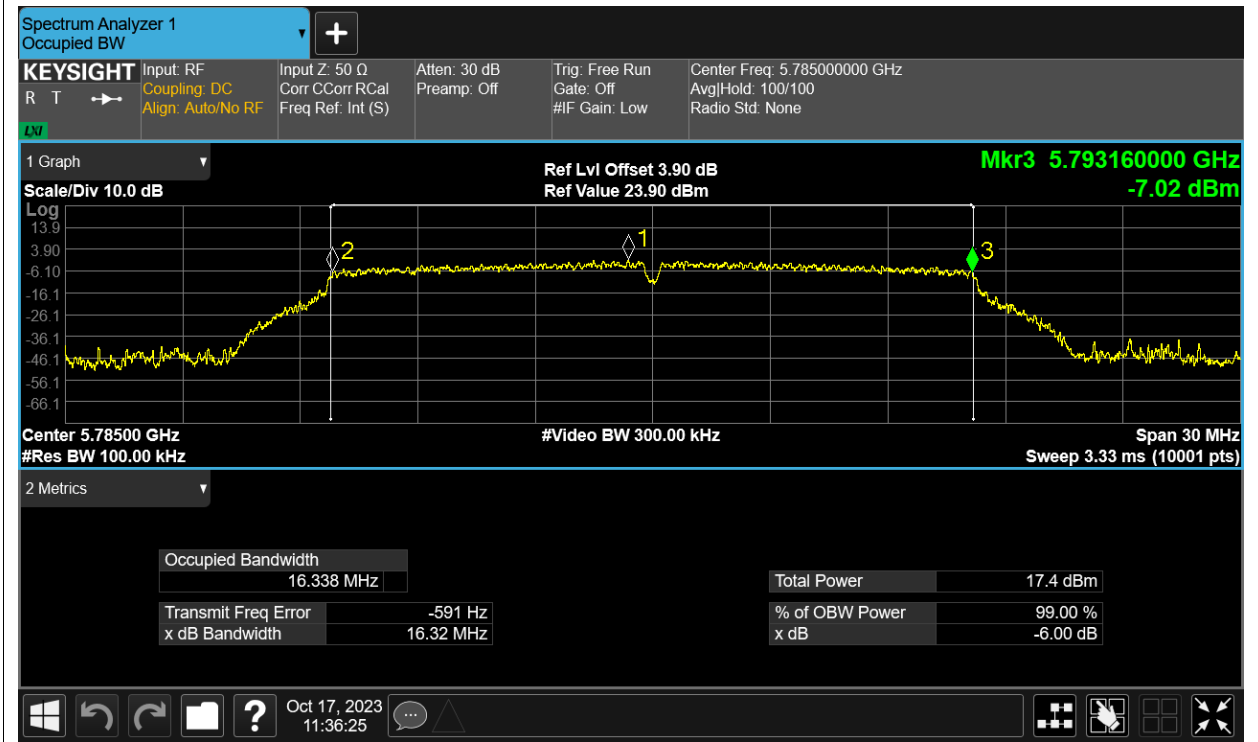 Spectrum Analyzer 1
Occupied BW
KEYSIGHT
R T
LXI
Input: RF
Coupling: DC
Align: Auto/No RF
Input Z: 50 Ω
Corr CCorr RCal
Freq Ref: Int (S)
Atten: 30 dB
Preamp: Off
Trig: Free Run
Gate: Off
#IF Gain: Low
Center Freq: 5.785000000 GHz
Avg|Hold: 100/100
Radio Std: None
1 Graph
Scale/Div 10.0 dB
Ref Lvl Offset 3.90 dB
Ref Value 23.90 dBm
Mkr3 5.793160000 GHz
-7.02 dBm
Log
13.9
3.90
-6.10
-16.1
-26.1
-36.1
-46.1
-56.1
-66.1
2
1
3
Center 5.78500 GHz
#Res BW 100.00 kHz
#Video BW 300.00 kHz
Span 30 MHz
Sweep 3.33 ms (10001 pts)
2 Metrics
Occupied Bandwidth
16.338 MHz
Transmit Freq Error -591 Hz
x dB Bandwidth 16.32 MHz
Total Power 17.4 dBm
% of OBW Power 99.00 %
x dB -6.00 dB
?
Oct 17, 2023
11:36:25